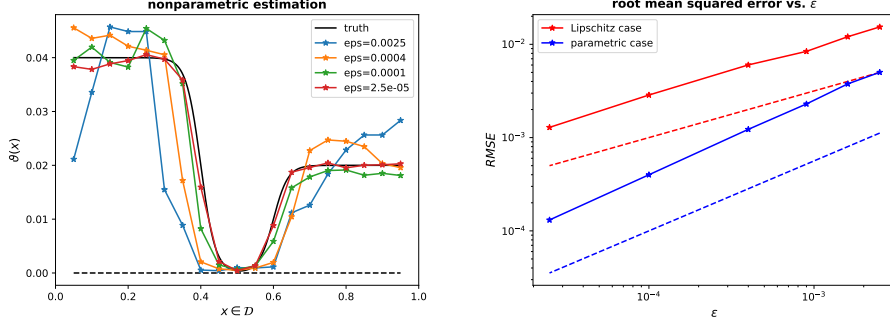 nonparametric estimation
truth
eps=0.0025
eps=0.0004
eps=0.0001
eps=2.5e-05
0.04
0.03
0.02
0.01
0.00
ϑ(x)
0.0
0.2
0.4
0.6
0.8
1.0
x ∈ 𝒟
root mean squared error vs. ε
Lipschitz case
parametric case
10⁻²
10⁻³
10⁻⁴
RMSE
10⁻⁴
10⁻³
ε